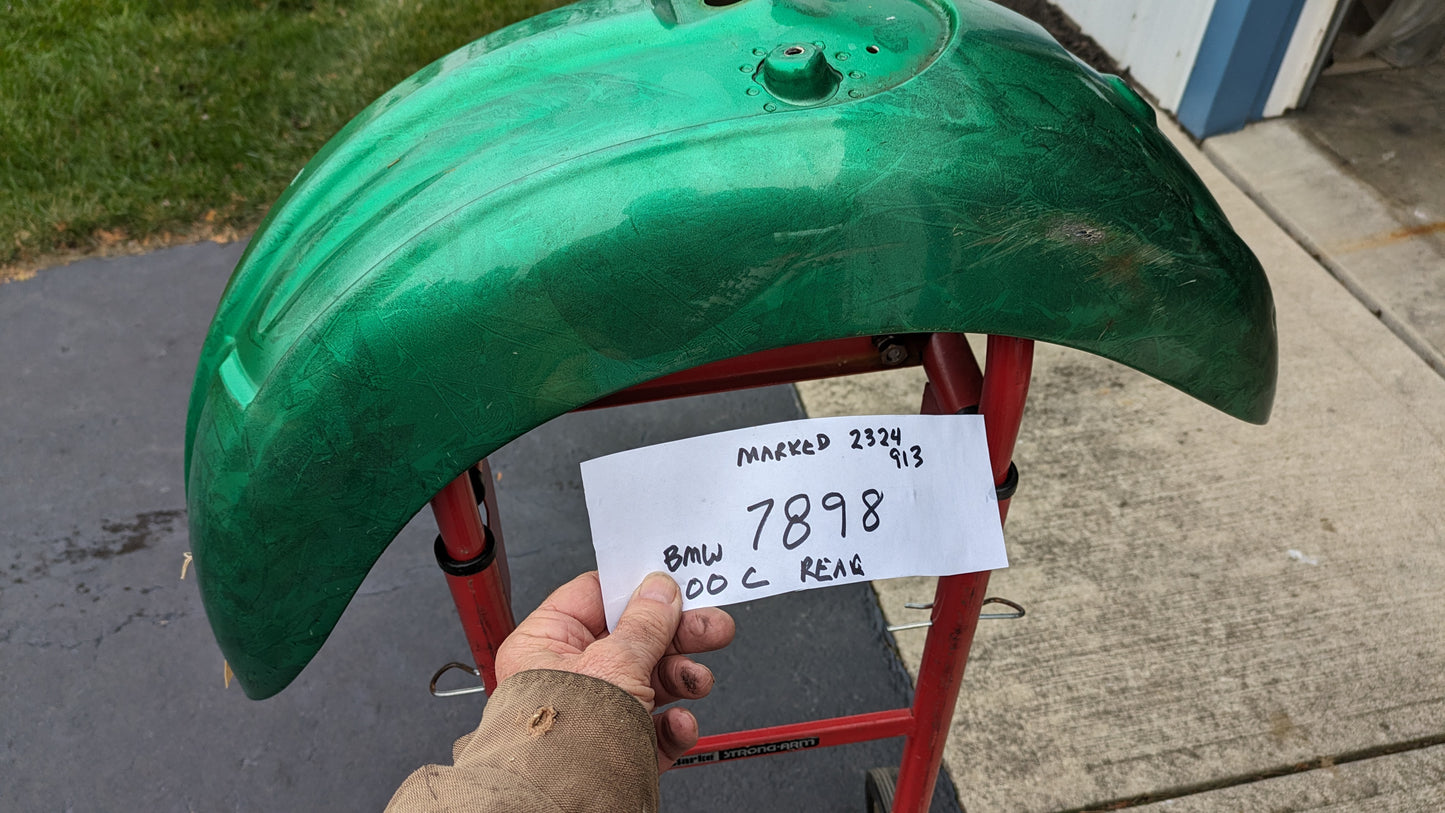 MARKED 2324
913
7898
BMW
00 C REAR
STRONG-ARM